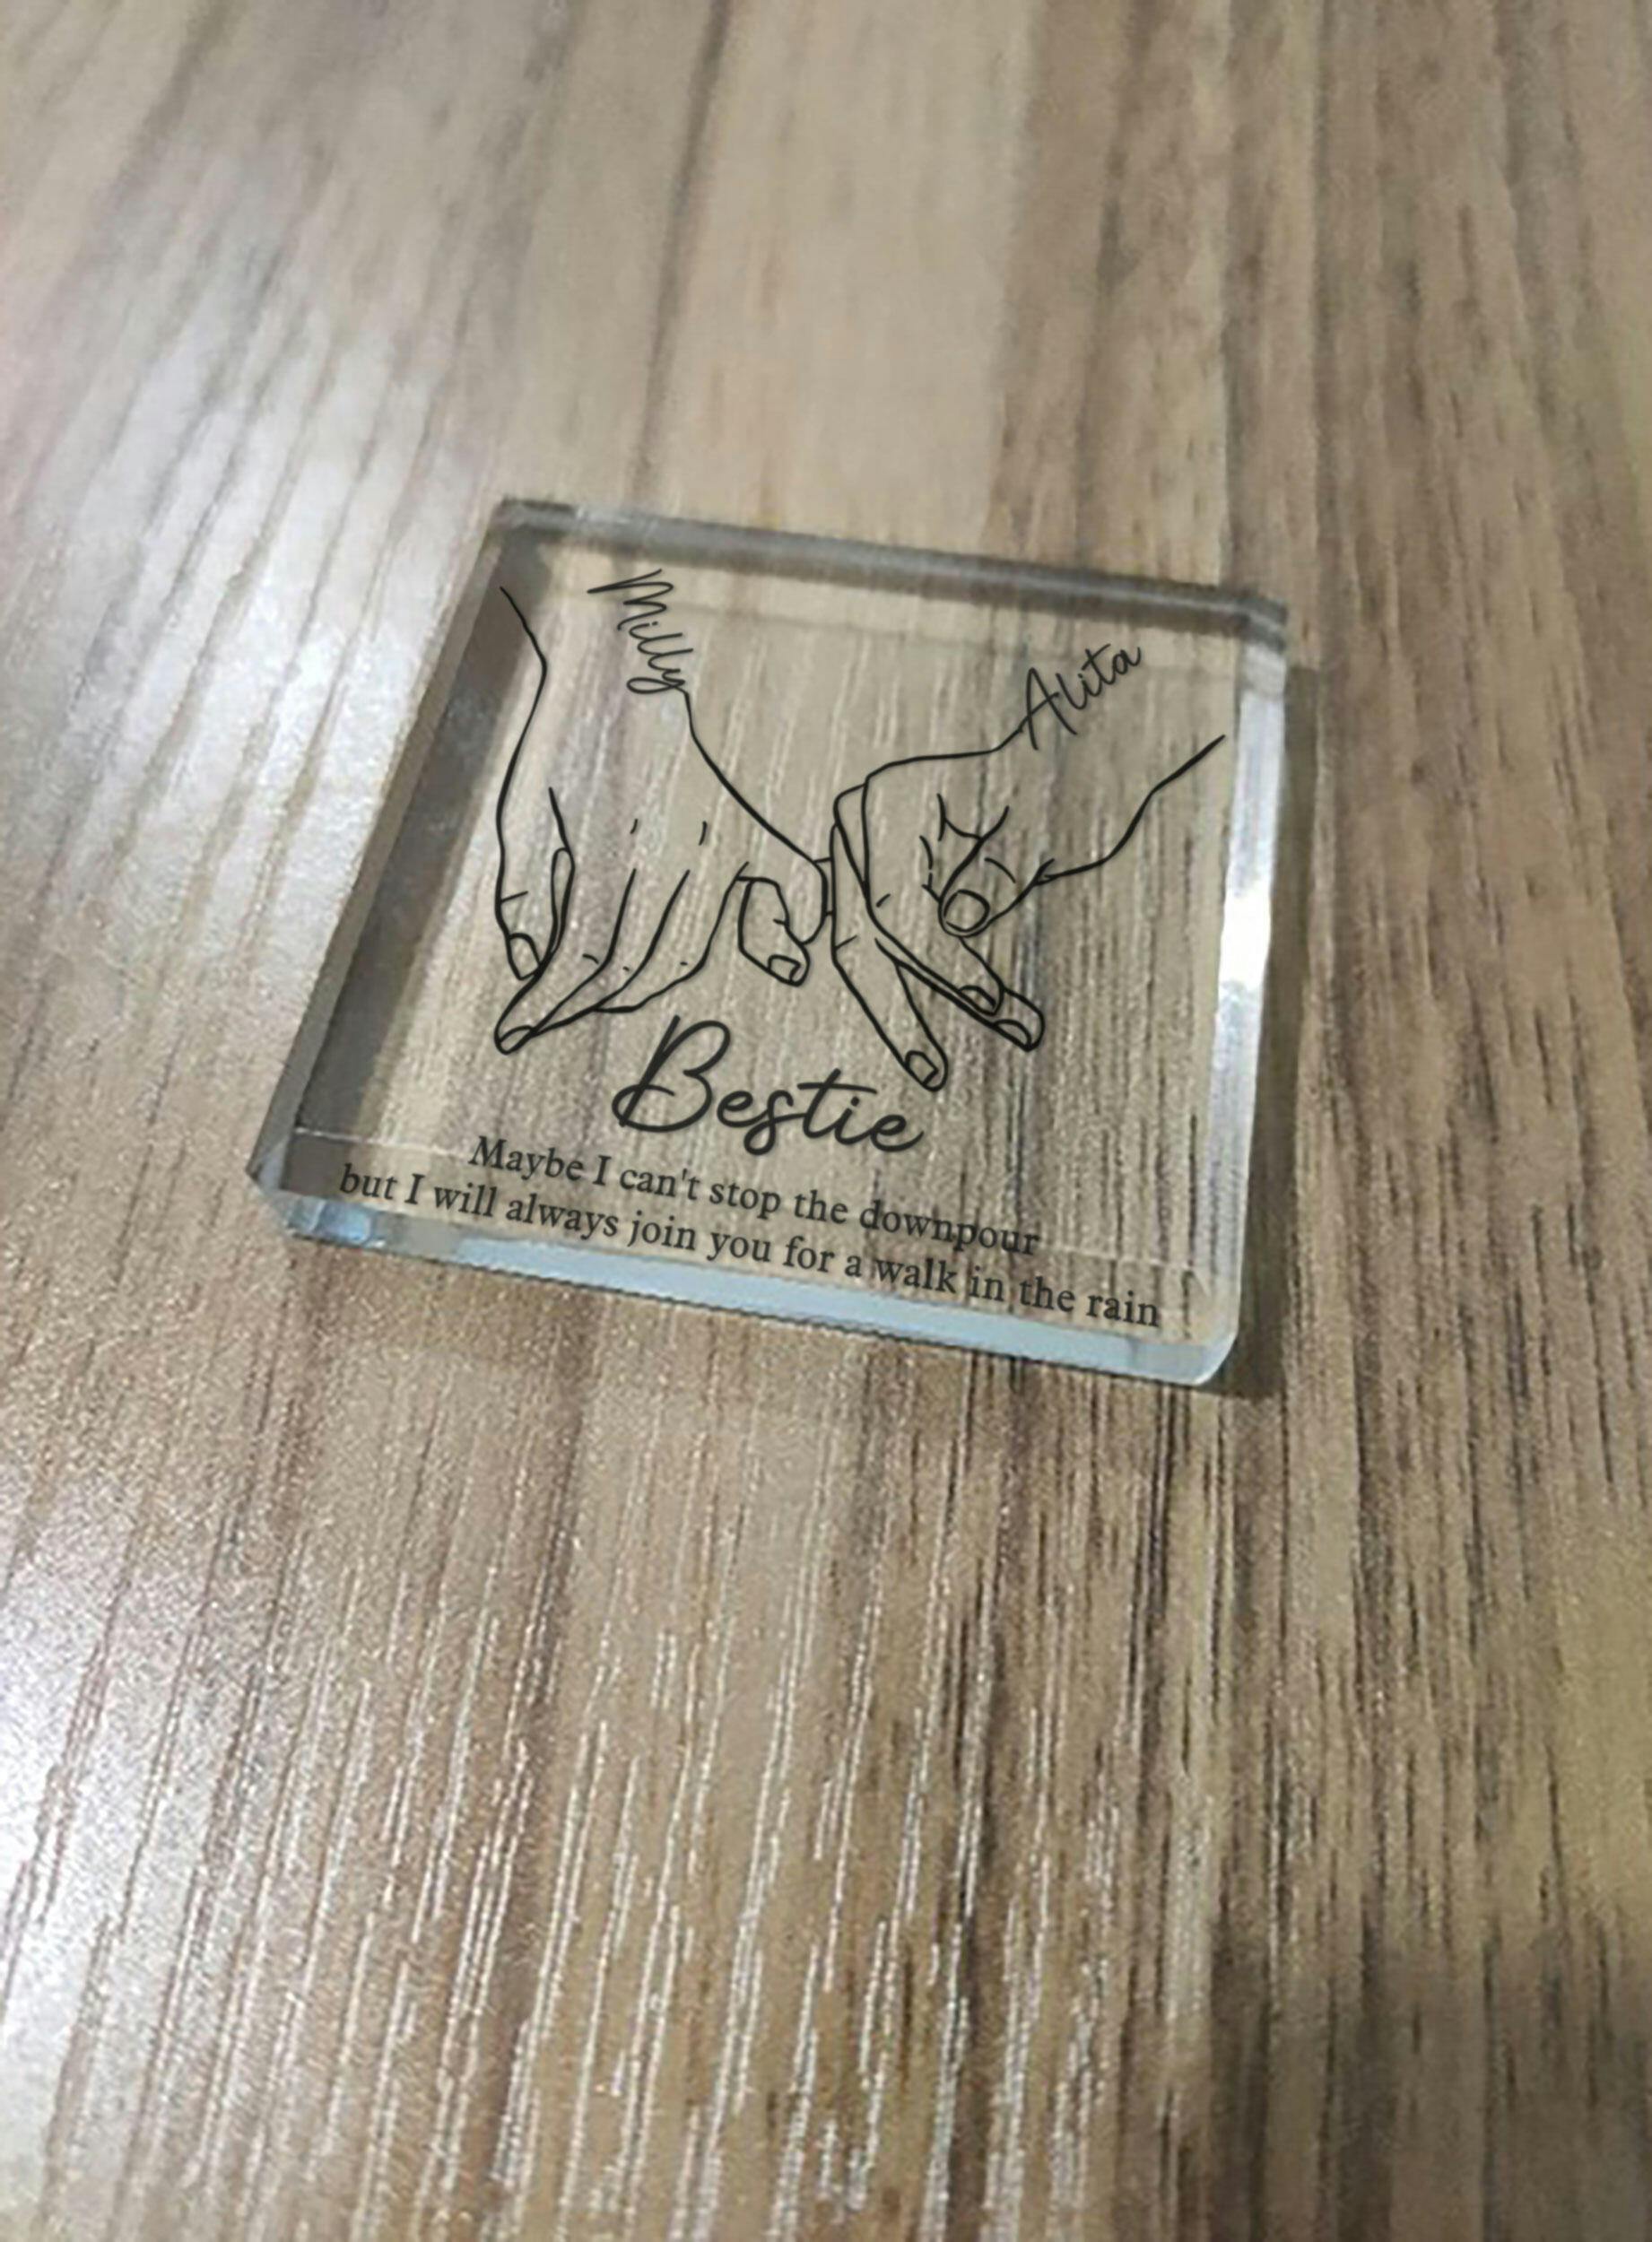 Milly
Alita
Bestie
Maybe I can't stop the downpour
but I will always join you for a walk in the rain